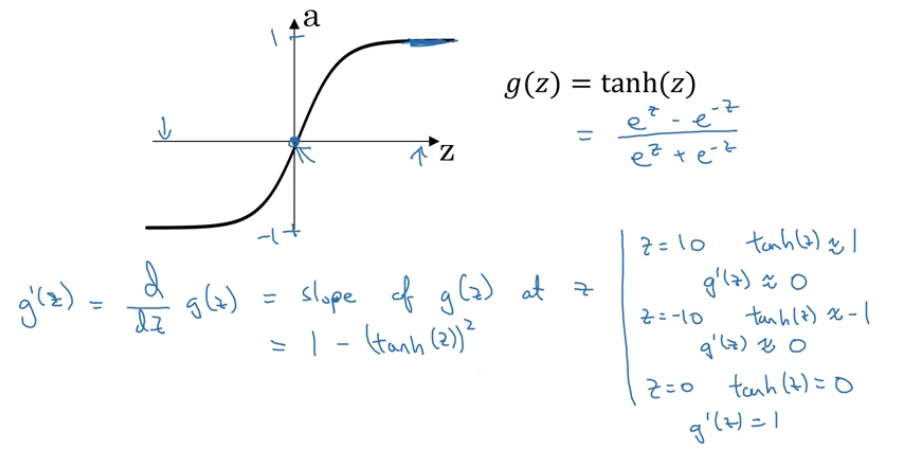 a
1
g(z) = tanh(z)
= (e^z - e^-z) / (e^z + e^-z)
z
-1
g'(z) = d/dz g(z) = slope of g(z) at z
= 1 - (tanh(z))^2
z=10 tanh(z) ≈ 1
g'(z) ≈ 0
z=-10 tanh(z) ≈ -1
g'(z) ≈ 0
z=0 tanh(z) = 0
g'(z) = 1